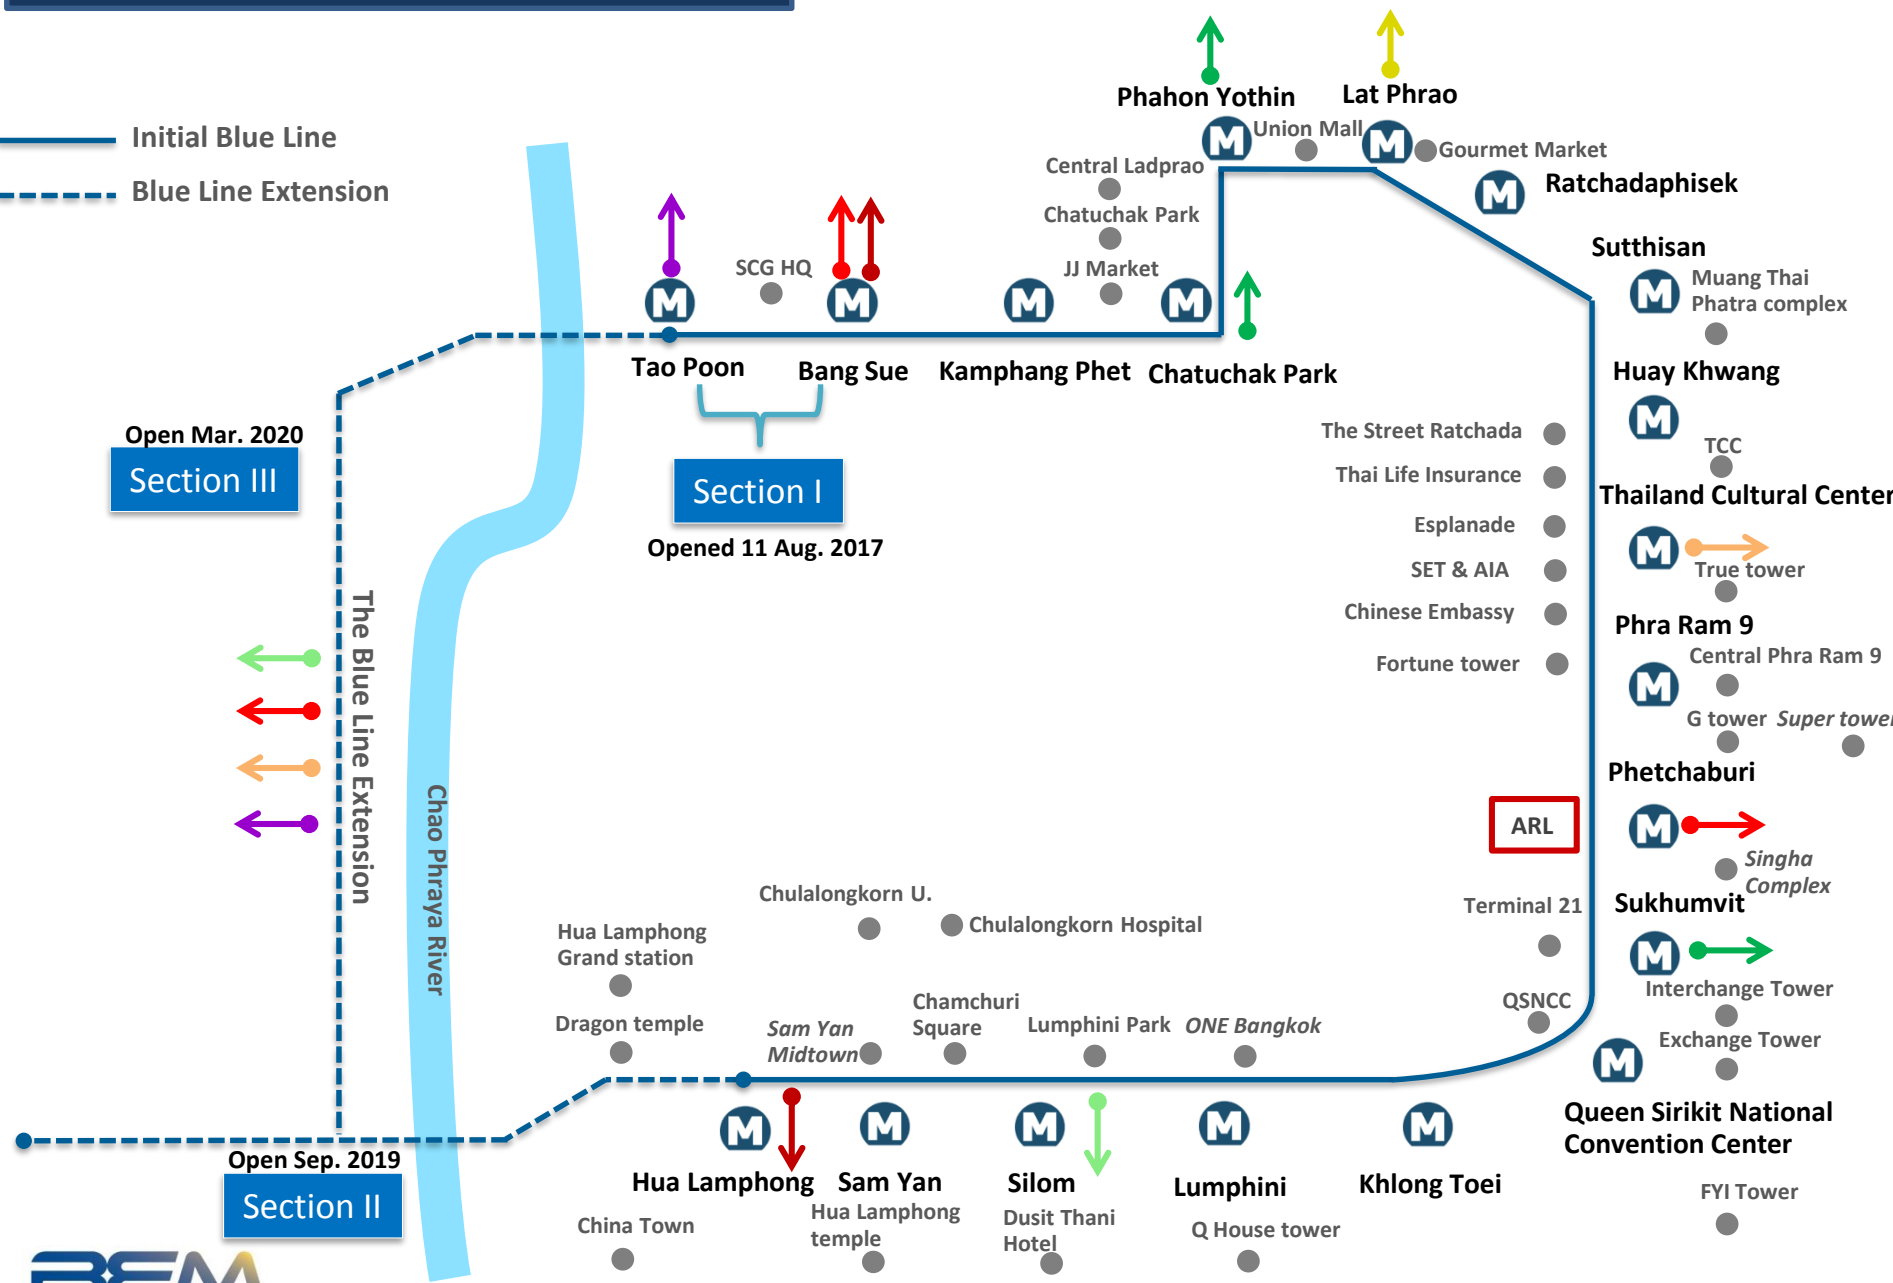 Phahon Yothin
Lat Phrao
Initial Blue Line
Union Mall
Gourmet Market
Central Ladprao
Blue Line Extension
Ratchadaphisek
Chatuchak Park
Sutthisan
SCG HQ
JJ Market
Muang Thai
Phatra complex
Tao Poon
Bang Sue
Kamphang Phet
Chatuchak Park
Huay Khwang
Open Mar. 2020
Section III
The Street Ratchada
TCC
Thai Life Insurance
Section I
Thailand Cultural Center
Opened 11 Aug. 2017
Esplanade
SET & AIA
True tower
Chinese Embassy
Phra Ram 9
Fortune tower
Central Phra Ram 9
G tower
Super tower
The Blue Line Extension
Chao Phraya River
Phetchaburi
ARL
Singha
Complex
Chulalongkorn U.
Chulalongkorn Hospital
Terminal 21
Sukhumvit
Hua Lamphong
Grand station
Interchange Tower
QSNCC
Dragon temple
Sam Yan
Midtown
Chamchuri
Square
Lumphini Park
ONE Bangkok
Exchange Tower
Queen Sirikit National
Convention Center
Open Sep. 2019
Section II
Hua Lamphong
Sam Yan
Silom
Lumphini
Khlong Toei
China Town
Hua Lamphong
temple
Dusit Thani
Hotel
Q House tower
FYI Tower
BEM